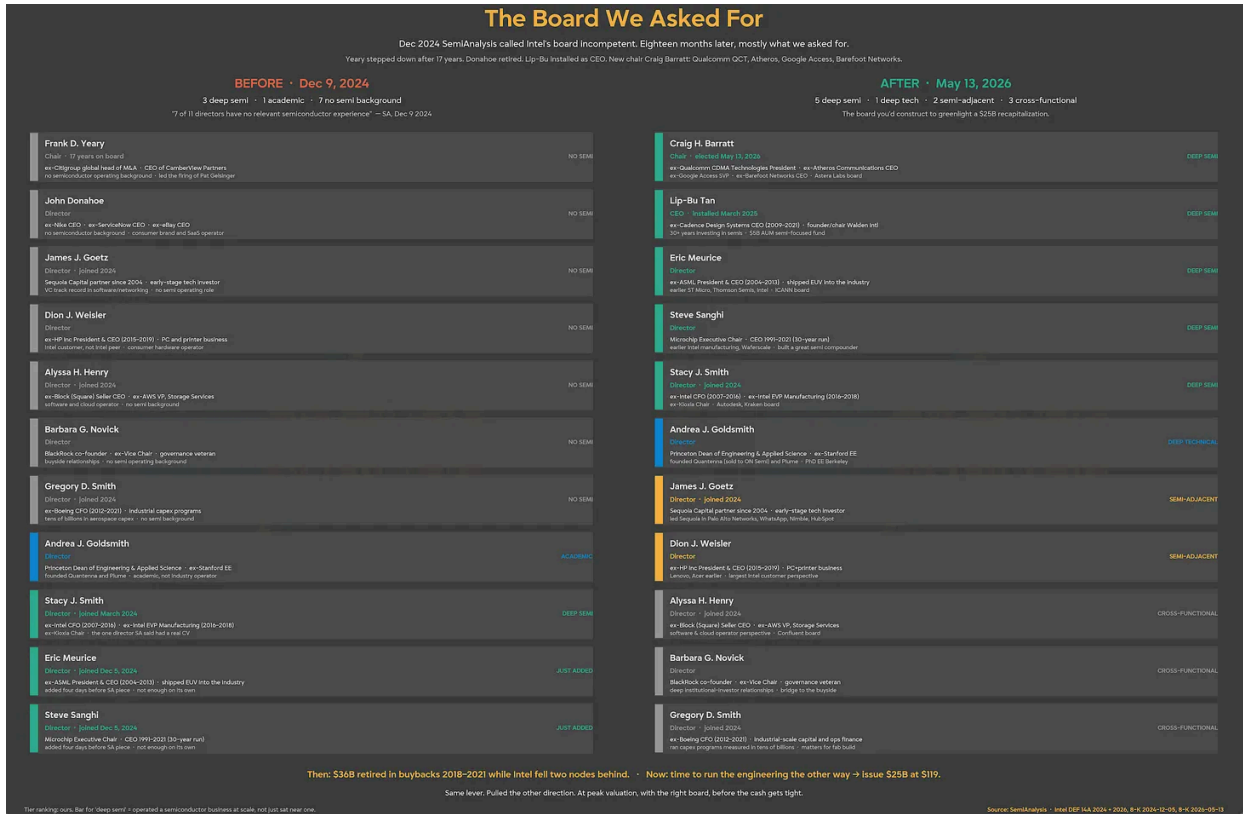 The Board We Asked For
Dec 2024 SemiAnalysis called Intel's board incompetent. Eighteen months later, mostly what we asked for.
Yeary stepped down after 17 years. Donahoe retired. Lip-Bu installed as CEO. New chair Craig Barratt: Qualcomm QCT, Atheros, Google Access, Barefoot Networks.
BEFORE · Dec 9, 2024
3 deep semi · 1 academic · 7 no semi background
"7 of 11 directors have no relevant semiconductor experience" — SA, Dec 9 2024
Frank D. Yeary
Chair · 17 years on board
NO SEMI
ex-Citigroup global head of M&A · CEO of CamberView Partners
no semiconductor operating background · led the firing of Pat Gelsinger
John Donahoe
Director
NO SEMI
ex-Nike CEO · ex-ServiceNow CEO · ex-eBay CEO
no semiconductor background · consumer brand and SaaS operator
James J. Goetz
Director · joined 2024
NO SEMI
Sequoia Capital partner since 2004 · early-stage tech investor
VC track record in software/networking · no semi operating role
Dion J. Weisler
Director
NO SEMI
ex-HP Inc President & CEO (2015-2019) · PC and printer business
Intel customer, not Intel peer · consumer hardware operator
Alyssa H. Henry
Director · joined 2024
NO SEMI
ex-Block (Square) Seller CEO · ex-AWS VP, Storage Services
software and cloud operator · no semi background
Barbara G. Novick
Director
NO SEMI
BlackRock co-founder · ex-Vice Chair · governance veteran
buyside relationships · no semi operating background
Gregory D. Smith
Director · joined 2024
NO SEMI
ex-Boeing CFO (2012-2021) · industrial capex programs
tens of billions in aerospace capex · no semi background
Andrea J. Goldsmith
Director
ACADEMIC
Princeton Dean of Engineering & Applied Science · ex-Stanford EE
founded Quantenna and Plume · academic, not industry operator
Stacy J. Smith
Director · joined March 2024
DEEP SEMI
ex-Intel CFO (2007-2016) · ex-Intel EVP Manufacturing (2016-2018)
ex-Kioxia Chair · the one director SA said had a real CV
Eric Meurice
Director · joined Dec 5, 2024
JUST ADDED
ex-ASML President & CEO (2004-2013) · shipped EUV into the industry
added four days before SA piece · not enough on its own
Steve Sanghi
Director · joined Dec 5, 2024
JUST ADDED
Microchip Executive Chair · CEO 1991-2021 (30-year run)
added four days before SA piece · not enough on its own
AFTER · May 13, 2026
5 deep semi · 1 deep tech · 2 semi-adjacent · 3 cross-functional
The board you'd construct to greenlight a $25B recapitalization.
Craig H. Barratt
Chair · elected May 13, 2026
DEEP SEMI
ex-Qualcomm CDMA Technologies President · ex-Atheros Communications CEO
ex-Google Access SVP · ex-Barefoot Networks CEO · Astera Labs board
Lip-Bu Tan
CEO · installed March 2025
DEEP SEMI
ex-Cadence Design Systems CEO (2009-2021) · founder/chair Walden Intl
30+ years investing in semis · $5B AUM semi-focused fund
Eric Meurice
Director
DEEP SEMI
ex-ASML President & CEO (2004-2013) · shipped EUV into the industry
earlier ST Micro, Thomson Semis, Intel · ICANN board
Steve Sanghi
Director
DEEP SEMI
Microchip Executive Chair · CEO 1991-2021 (30-year run)
earlier Intel manufacturing, Waferscale · built a great semi compounder
Stacy J. Smith
Director · joined 2024
DEEP SEMI
ex-Intel CFO (2007-2016) · ex-Intel EVP Manufacturing (2016-2018)
ex-Kioxia Chair · Autodesk, Kraken board
Andrea J. Goldsmith
Director
DEEP TECHNICAL
Princeton Dean of Engineering & Applied Science · ex-Stanford EE
founded Quantenna (sold to ON Semi) and Plume · PhD EE Berkeley
James J. Goetz
Director · joined 2024
SEMI-ADJACENT
Sequoia Capital partner since 2004 · early-stage tech investor
led Sequoia in Palo Alto Networks, WhatsApp, Nimble, HubSpot
Dion J. Weisler
Director
SEMI-ADJACENT
ex-HP Inc President & CEO (2015-2019) · PC+printer business
Lenovo, Acer earlier · largest Intel customer perspective
Alyssa H. Henry
Director · joined 2024
CROSS-FUNCTIONAL
ex-Block (Square) Seller CEO · ex-AWS VP, Storage Services
software & cloud operator perspective · Confluent board
Barbara G. Novick
Director
CROSS-FUNCTIONAL
BlackRock co-founder · ex-Vice Chair · governance veteran
deep institutional-investor relationships · bridge to the buyside
Gregory D. Smith
Director · joined 2024
CROSS-FUNCTIONAL
ex-Boeing CFO (2012-2021) · industrial-scale capital and ops finance
ran capex programs measured in tens of billions · matters for fab build
Then: $36B retired in buybacks 2018-2021 while Intel fell two nodes behind. · Now: time to run the engineering the other way → issue $25B at $119.
Same lever. Pulled the other direction. At peak valuation, with the right board, before the cash gets tight.
Tier ranking: ours. Bar for 'deep semi' = operated a semiconductor business at scale, not just sat near one.
Source: SemiAnalysis · Intel DEF 14A 2024 + 2026, 8-K 2024-12-05, 8-K 2026-05-13